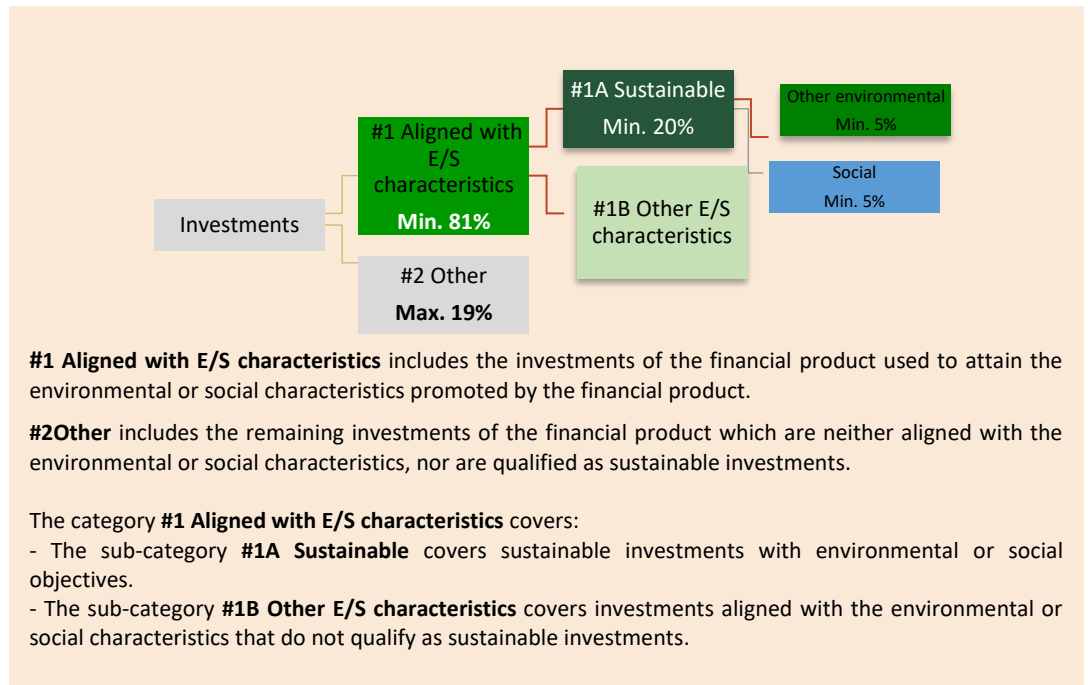 #1A Sustainable
Min. 20%
Other environmental
Min. 5%
#1 Aligned with
E/S
characteristics
Min. 81%
Social
Min. 5%
Investments
#1B Other E/S
characteristics
#2 Other
Max. 19%
#1 Aligned with E/S characteristics includes the investments of the financial product used to attain the
environmental or social characteristics promoted by the financial product.
#2Other includes the remaining investments of the financial product which are neither aligned with the
environmental or social characteristics, nor are qualified as sustainable investments.
The category #1 Aligned with E/S characteristics covers:
- The sub-category #1A Sustainable covers sustainable investments with environmental or social
objectives.
- The sub-category #1B Other E/S characteristics covers investments aligned with the environmental or
social characteristics that do not qualify as sustainable investments.